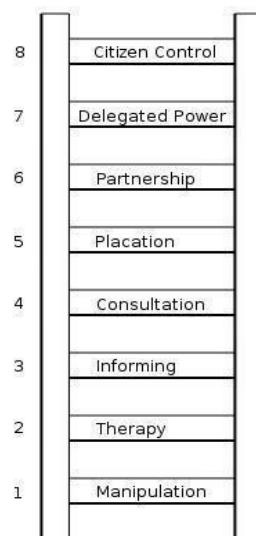 8 Citizen Control
7 Delegated Power
6 Partnership
5 Placation
4 Consultation
3 Informing
2 Therapy
1 Manipulation